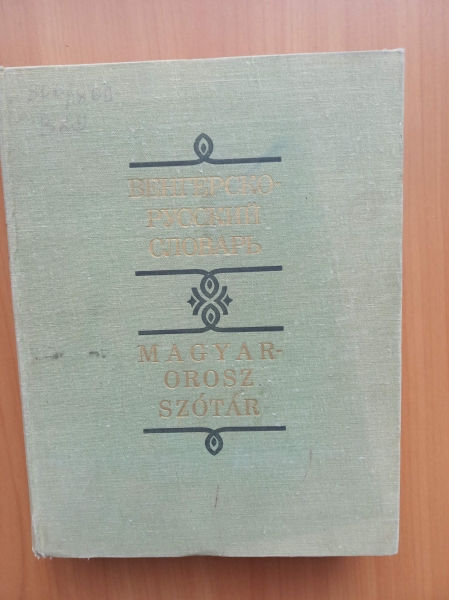 ВЕНГЕРСКО-
РУССКИЙ
СЛОВАРЬ
MAGYAR-
OROSZ
SZÓTÁR